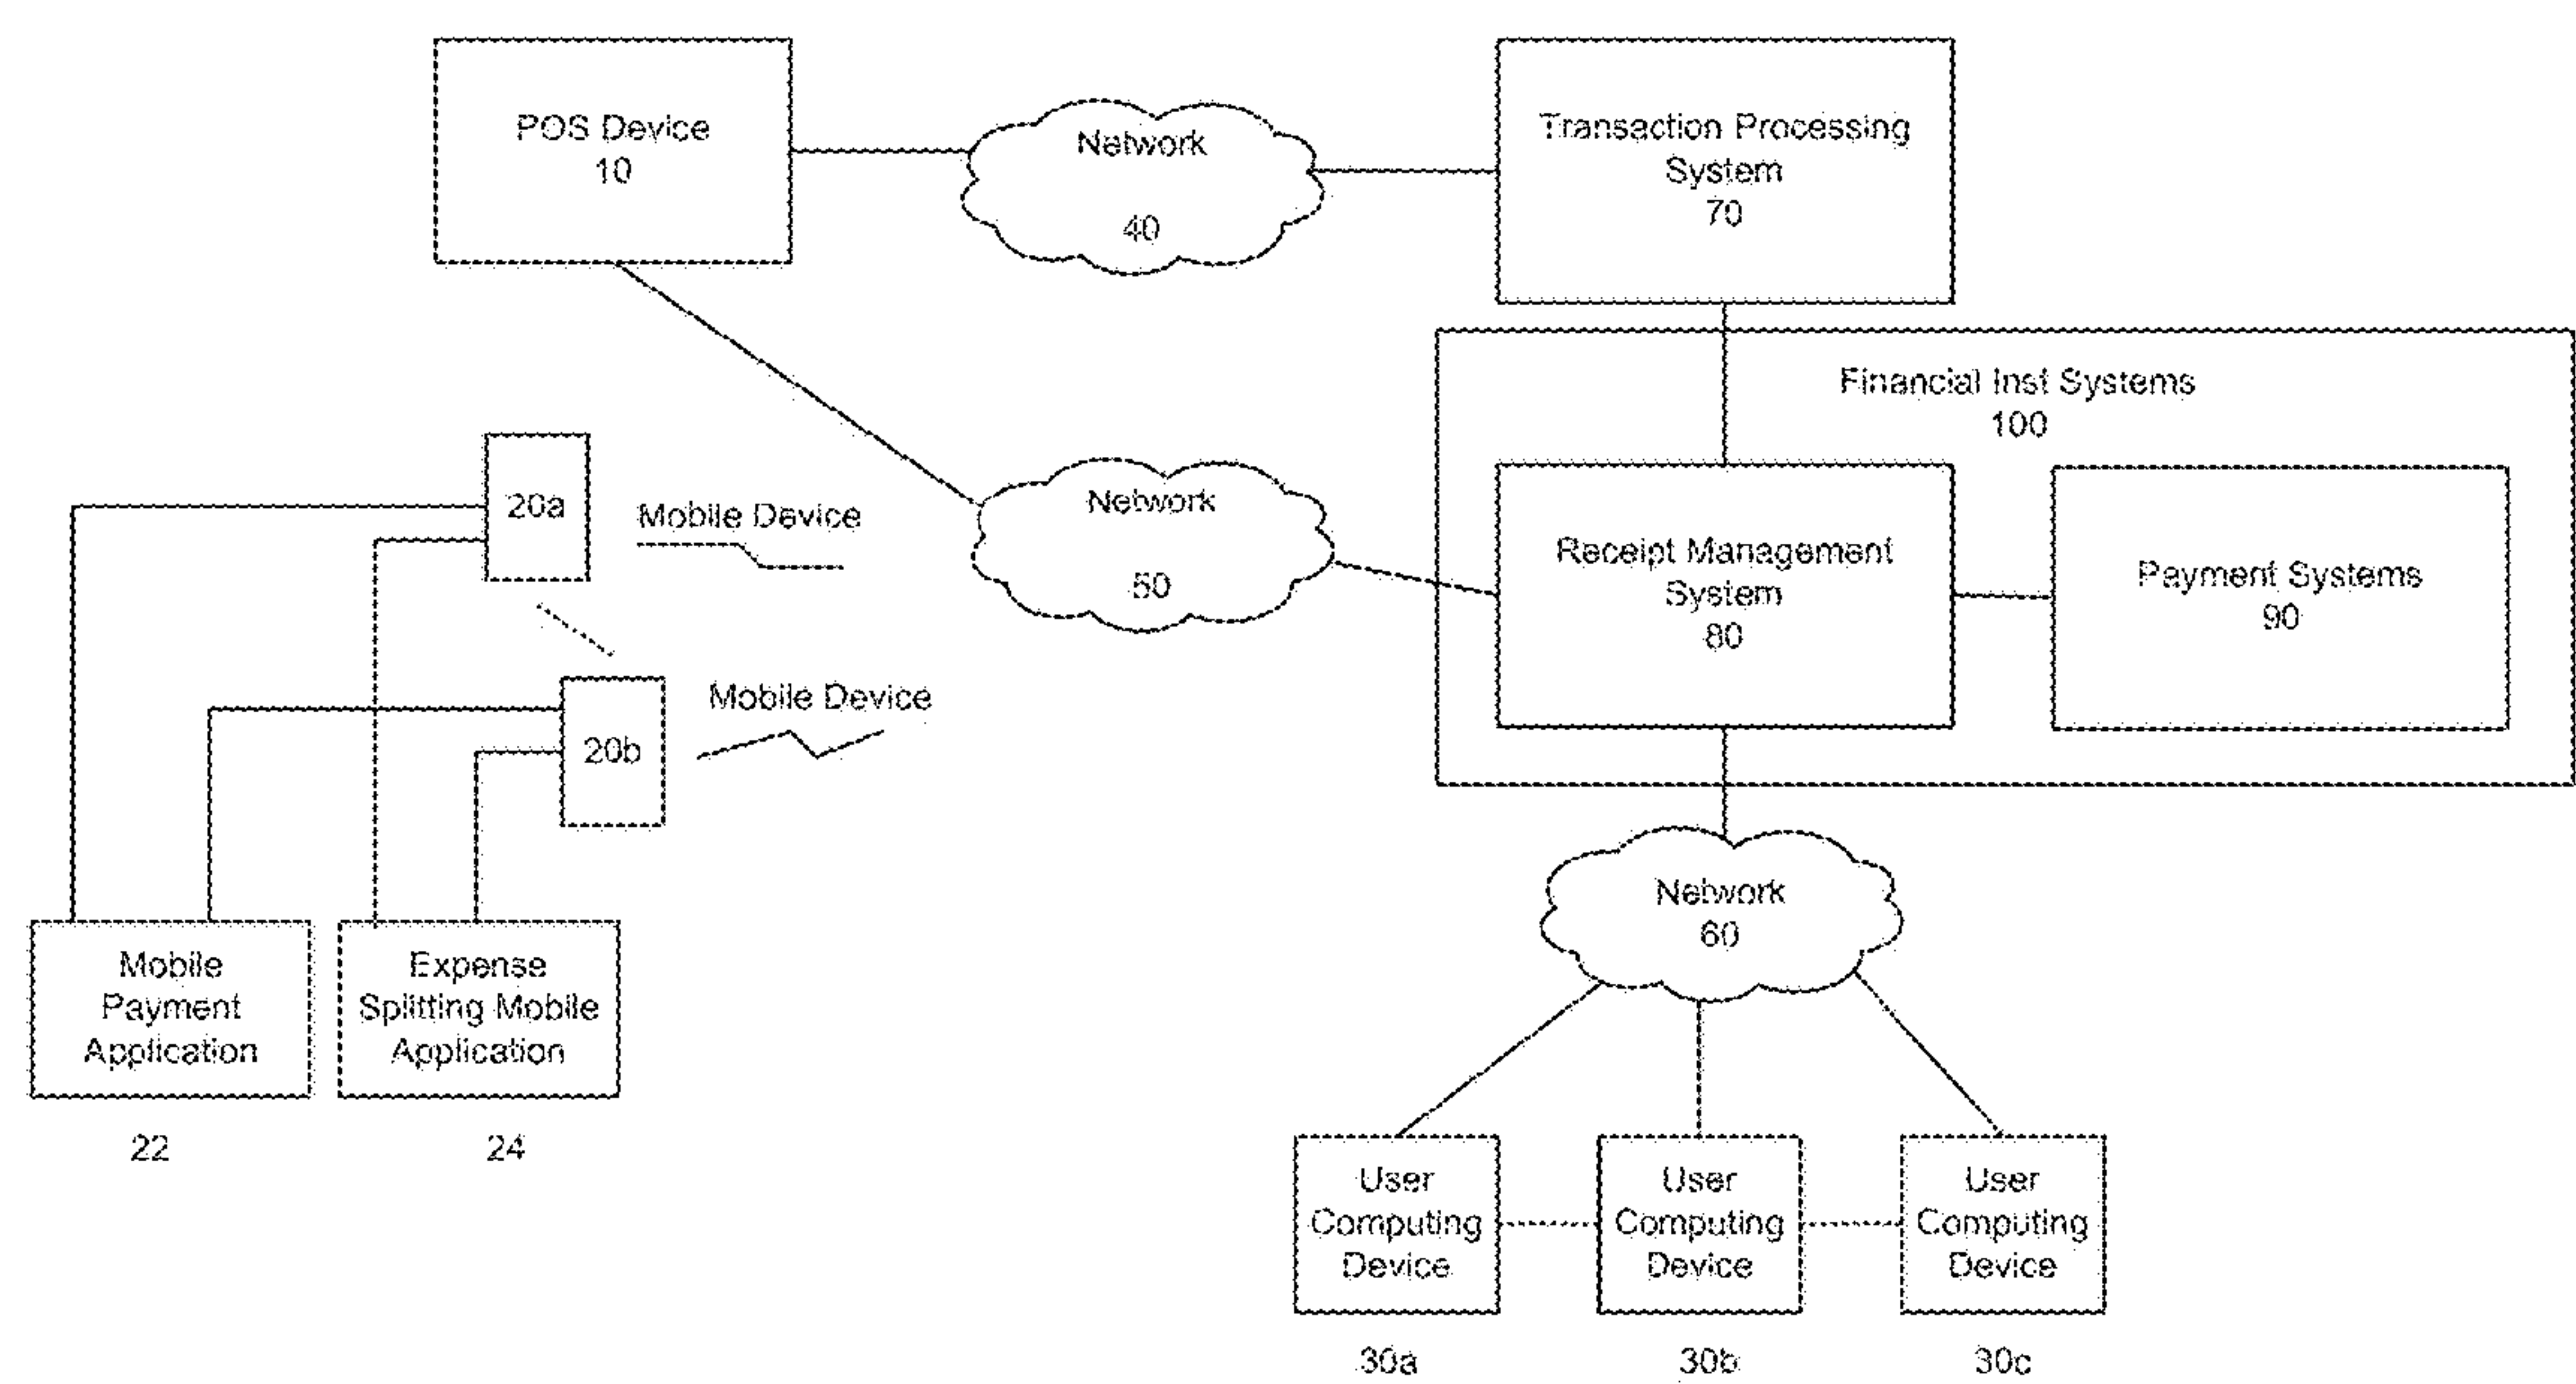 POS Device
10
Network
40
Transaction Processing
System
70
Financial Inst Systems
100
20a
Mobile Device
Network
50
Receipt Management
System
80
Payment Systems
90
Mobile Device
20b
Network
60
Mobile
Payment
Application
22
Expense
Splitting Mobile
Application
24
User
Computing
Device
30a
User
Computing
Device
30b
User
Computing
Device
30c